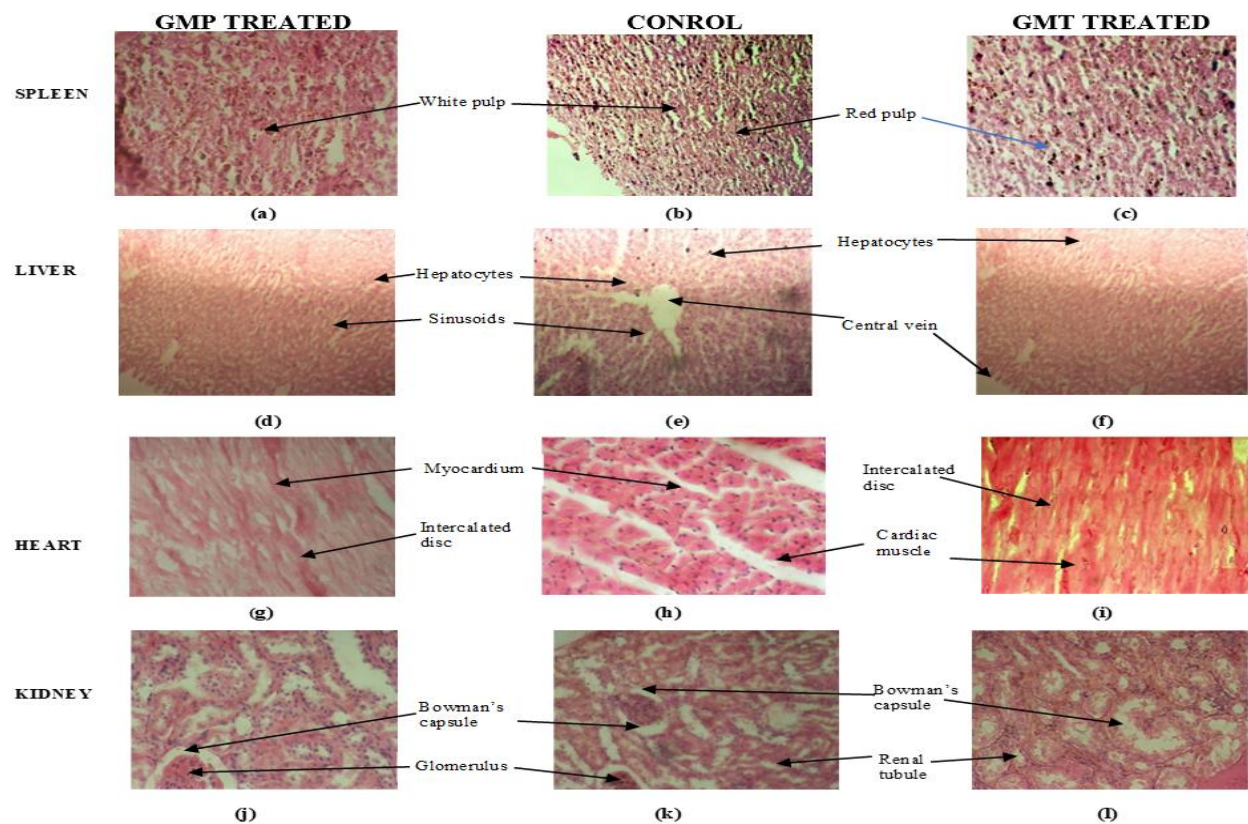 GMP TREATED CONROL GMT TREATED
SPLEEN
White pulp
Red pulp
(a) (b) (c)
LIVER
Hepatocytes
Hepatocytes
Sinusoids
Central vein
(d) (e) (f)
HEART
Myocardium
Intercalated
disc
Intercalated
disc
Cardiac
muscle
(g) (h) (i)
KIDNEY
Bowman’s
capsule
Bowman’s
capsule
Glomerulus
Renal
tubule
(j) (k) (l)